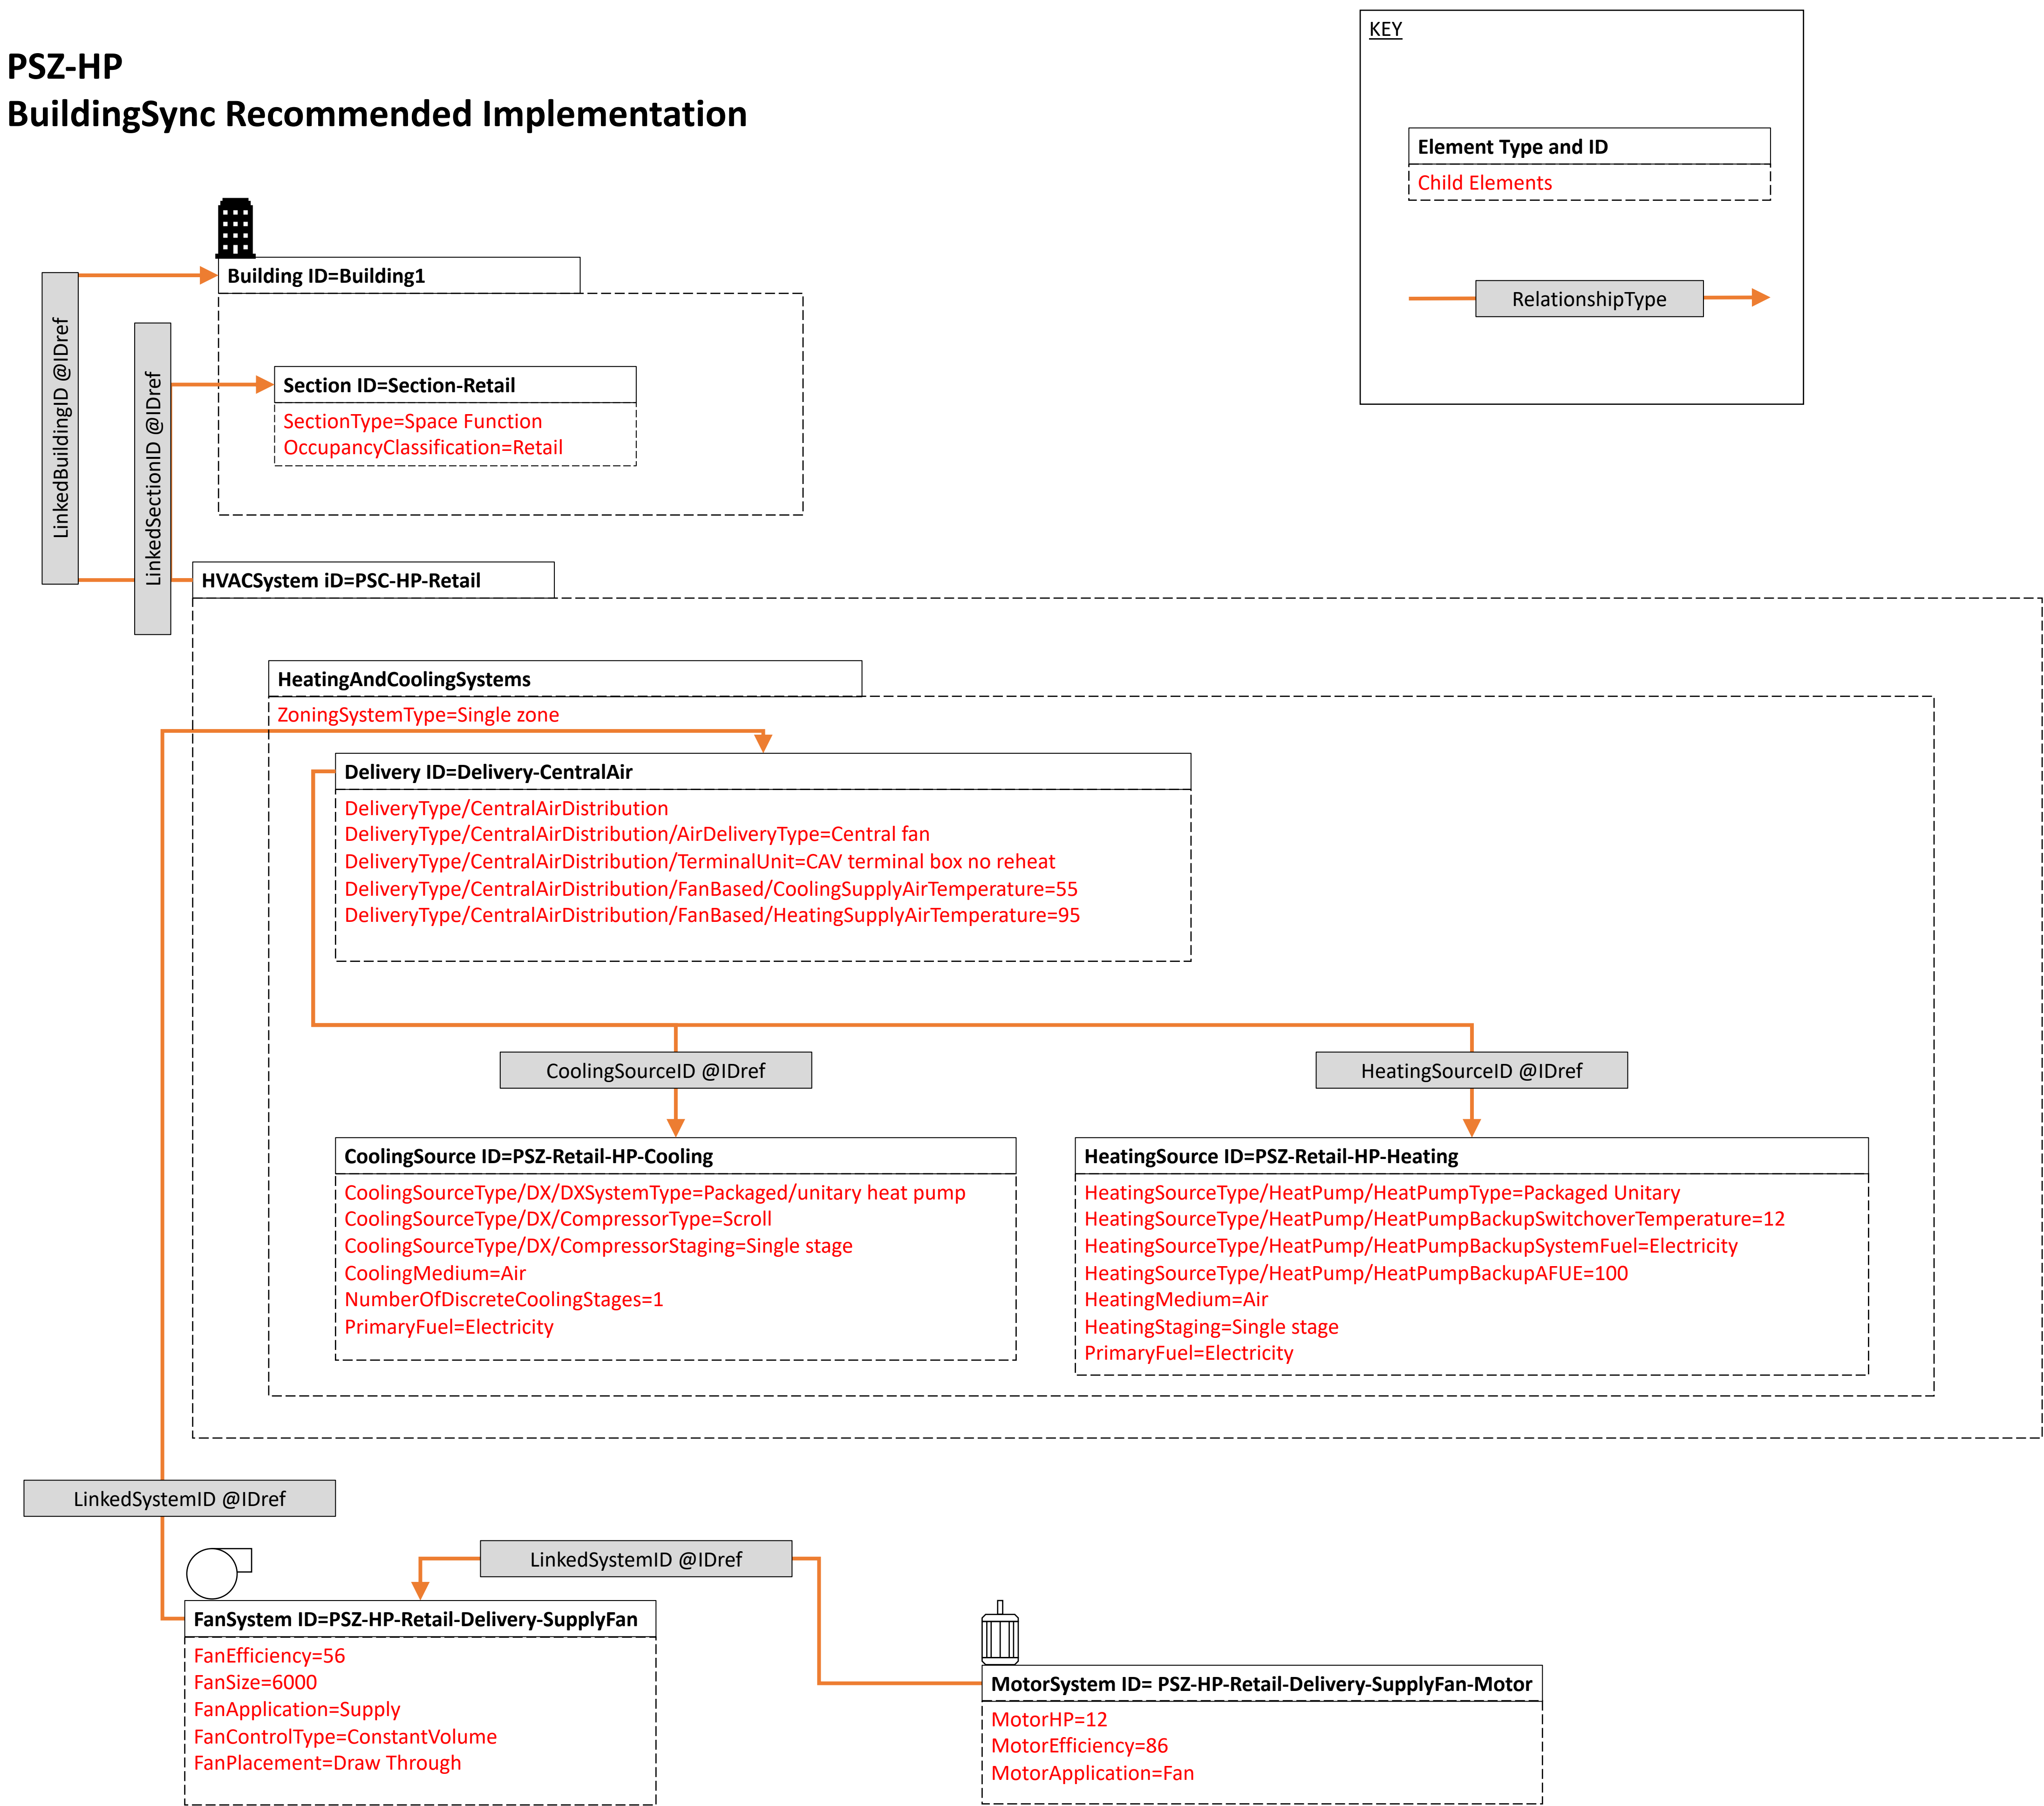 PSZ-HP
BuildingSync Recommended Implementation
KEY
Element Type and ID
Child Elements
RelationshipType
Building ID=Building1
LinkedBuildingID @IDref
LinkedSectionID @IDref
Section ID=Section-Retail
SectionType=Space Function
OccupancyClassification=Retail
HVACSystem iD=PSC-HP-Retail
HeatingAndCoolingSystems
ZoningSystemType=Single zone
Delivery ID=Delivery-CentralAir
DeliveryType/CentralAirDistribution
DeliveryType/CentralAirDistribution/AirDeliveryType=Central fan
DeliveryType/CentralAirDistribution/TerminalUnit=CAV terminal box no reheat
DeliveryType/CentralAirDistribution/FanBased/CoolingSupplyAirTemperature=55
DeliveryType/CentralAirDistribution/FanBased/HeatingSupplyAirTemperature=95
CoolingSourceID @IDref
HeatingSourceID @IDref
CoolingSource ID=PSZ-Retail-HP-Cooling
CoolingSourceType/DX/DXSystemType=Packaged/unitary heat pump
CoolingSourceType/DX/CompressorType=Scroll
CoolingSourceType/DX/CompressorStaging=Single stage
CoolingMedium=Air
NumberOfDiscreteCoolingStages=1
PrimaryFuel=Electricity
HeatingSource ID=PSZ-Retail-HP-Heating
HeatingSourceType/HeatPump/HeatPumpType=Packaged Unitary
HeatingSourceType/HeatPump/HeatPumpBackupSwitchoverTemperature=12
HeatingSourceType/HeatPump/HeatPumpBackupSystemFuel=Electricity
HeatingSourceType/HeatPump/HeatPumpBackupAFUE=100
HeatingMedium=Air
HeatingStaging=Single stage
PrimaryFuel=Electricity
LinkedSystemID @IDref
LinkedSystemID @IDref
FanSystem ID=PSZ-HP-Retail-Delivery-SupplyFan
FanEfficiency=56
FanSize=6000
FanApplication=Supply
FanControlType=ConstantVolume
FanPlacement=Draw Through
MotorSystem ID= PSZ-HP-Retail-Delivery-SupplyFan-Motor
MotorHP=12
MotorEfficiency=86
MotorApplication=Fan